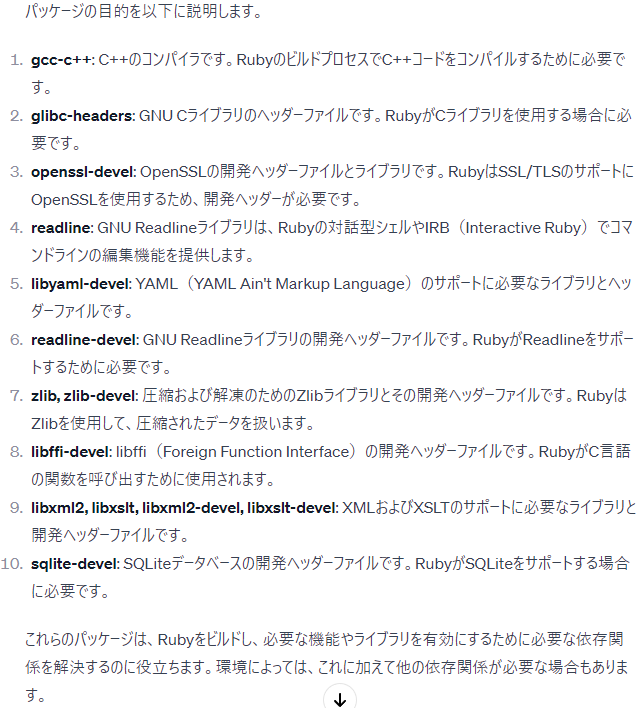 パッケージの目的を以下に説明します。
1. gcc-c++: C++のコンパイラです。RubyのビルドプロセスでC++コードをコンパイルするために必要で
す。
2. glibc-headers: GNU Cライブラリのヘッダーファイルです。RubyがCライブラリを使用する場合に必
要です。
3. openssl-devel: OpenSSLの開発ヘッダーファイルとライブラリです。RubyはSSL/TLSのサポートに
OpenSSLを使用するため、開発ヘッダーが必要です。
4. readline: GNU Readlineライブラリは、Rubyの対話型シェルやIRB（Interactive Ruby）でコマ
ンドラインの編集機能を提供します。
5. libyaml-devel: YAML（YAML Ain't Markup Language）のサポートに必要なライブラリとヘッ
ダーファイルです。
6. readline-devel: GNU Readlineライブラリの開発ヘッダーファイルです。RubyがReadlineをサポー
トするために必要です。
7. zlib, zlib-devel: 圧縮および解凍のためのZlibライブラリとその開発ヘッダーファイルです。Rubyは
Zlibを使用して、圧縮されたデータを扱います。
8. libffi-devel: libffi（Foreign Function Interface）の開発ヘッダーファイルです。RubyがC言語
の関数を呼び出すために使用されます。
9. libxml2, libxslt, libxml2-devel, libxslt-devel: XMLおよびXSLTのサポートに必要なライブラリと
開発ヘッダーファイルです。
10. sqlite-devel: SQLiteデータベースの開発ヘッダーファイルです。RubyがSQLiteをサポートする場合
に必要です。
これらのパッケージは、Rubyをビルドし、必要な機能やライブラリを有効にするために必要な依存関
係を解決するのに役立ちます。環境によっては、これに加えて他の依存関係が必要な場合もありま
す。